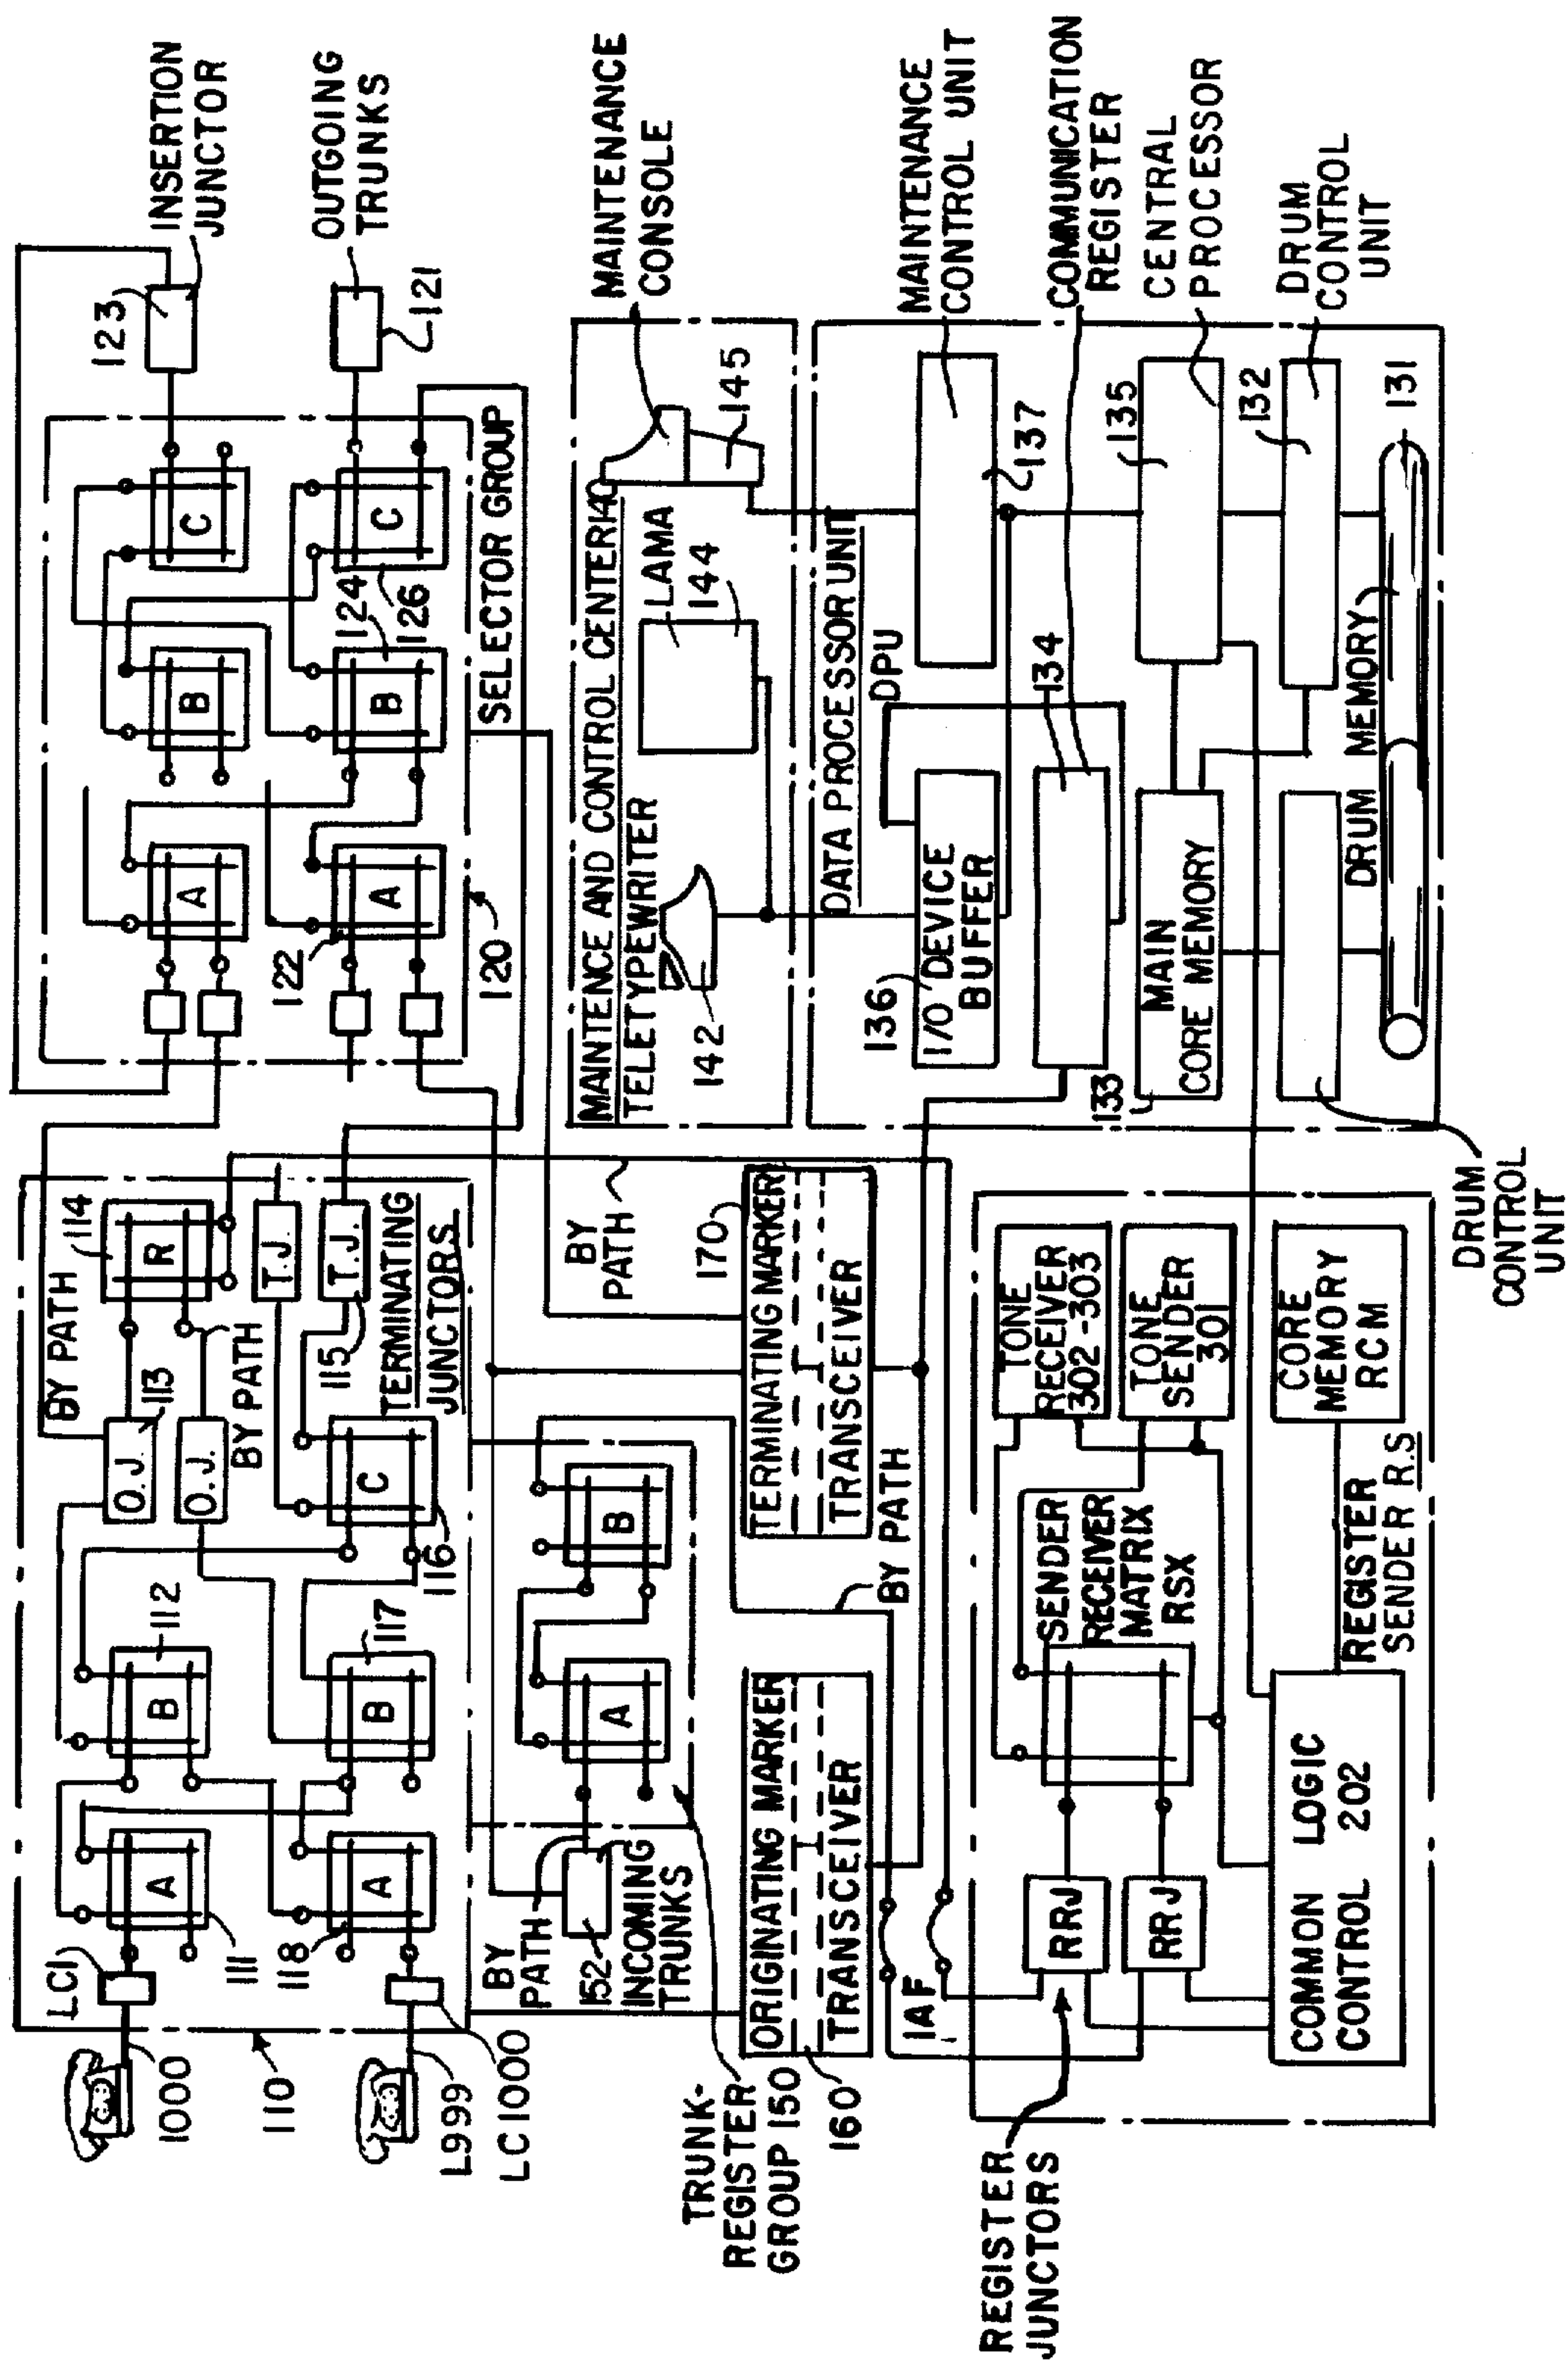 1000
LC1
110
111
A
B
112
O.J.
113
BY PATH
114
R
O.J.
BY PATH
T.J
T.J.
115
TERMINATING
JUNCTORS
C
116
B
117
A
118
L999
LC1000
123
INSERTION
JUNCTOR
OUTGOING
TRUNKS
121
A
B
C
A
B
C
122
124
126
120
SELECTOR GROUP
BY
PATH
152
INCOMING
TRUNKS
A
B
TRUNK-
REGISTER
GROUP 150
160
ORIGINATING MARKER
TRANSCEIVER
BY
PATH
170
TERMINATING MARKER
TRANSCEIVER
BY PATH
IAF
MAINTENCE AND CONTROL CENTER 140
TELETYPEWRITER
142
LAMA
144
145
MAINTENANCE
CONSOLE
DATA PROCESSOR UNIT
DPU
136
I/O DEVICE
BUFFER
137
MAINTENANCE
CONTROL UNIT
134
COMMUNICATION
REGISTER
133
MAIN
CORE MEMORY
135
CENTRAL
PROCESSOR
132
DRUM
CONTROL
UNIT
DRUM MEMORY
131
DRUM
CONTROL
UNIT
REGISTER
JUNCTORS
RRJ
RRJ
SENDER
RECEIVER
MATRIX
RSX
TONE
RECEIVER
302-303
TONE
SENDER
301
CORE
MEMORY
RCM
REGISTER
SENDER R.S
COMMON LOGIC
CONTROL 202